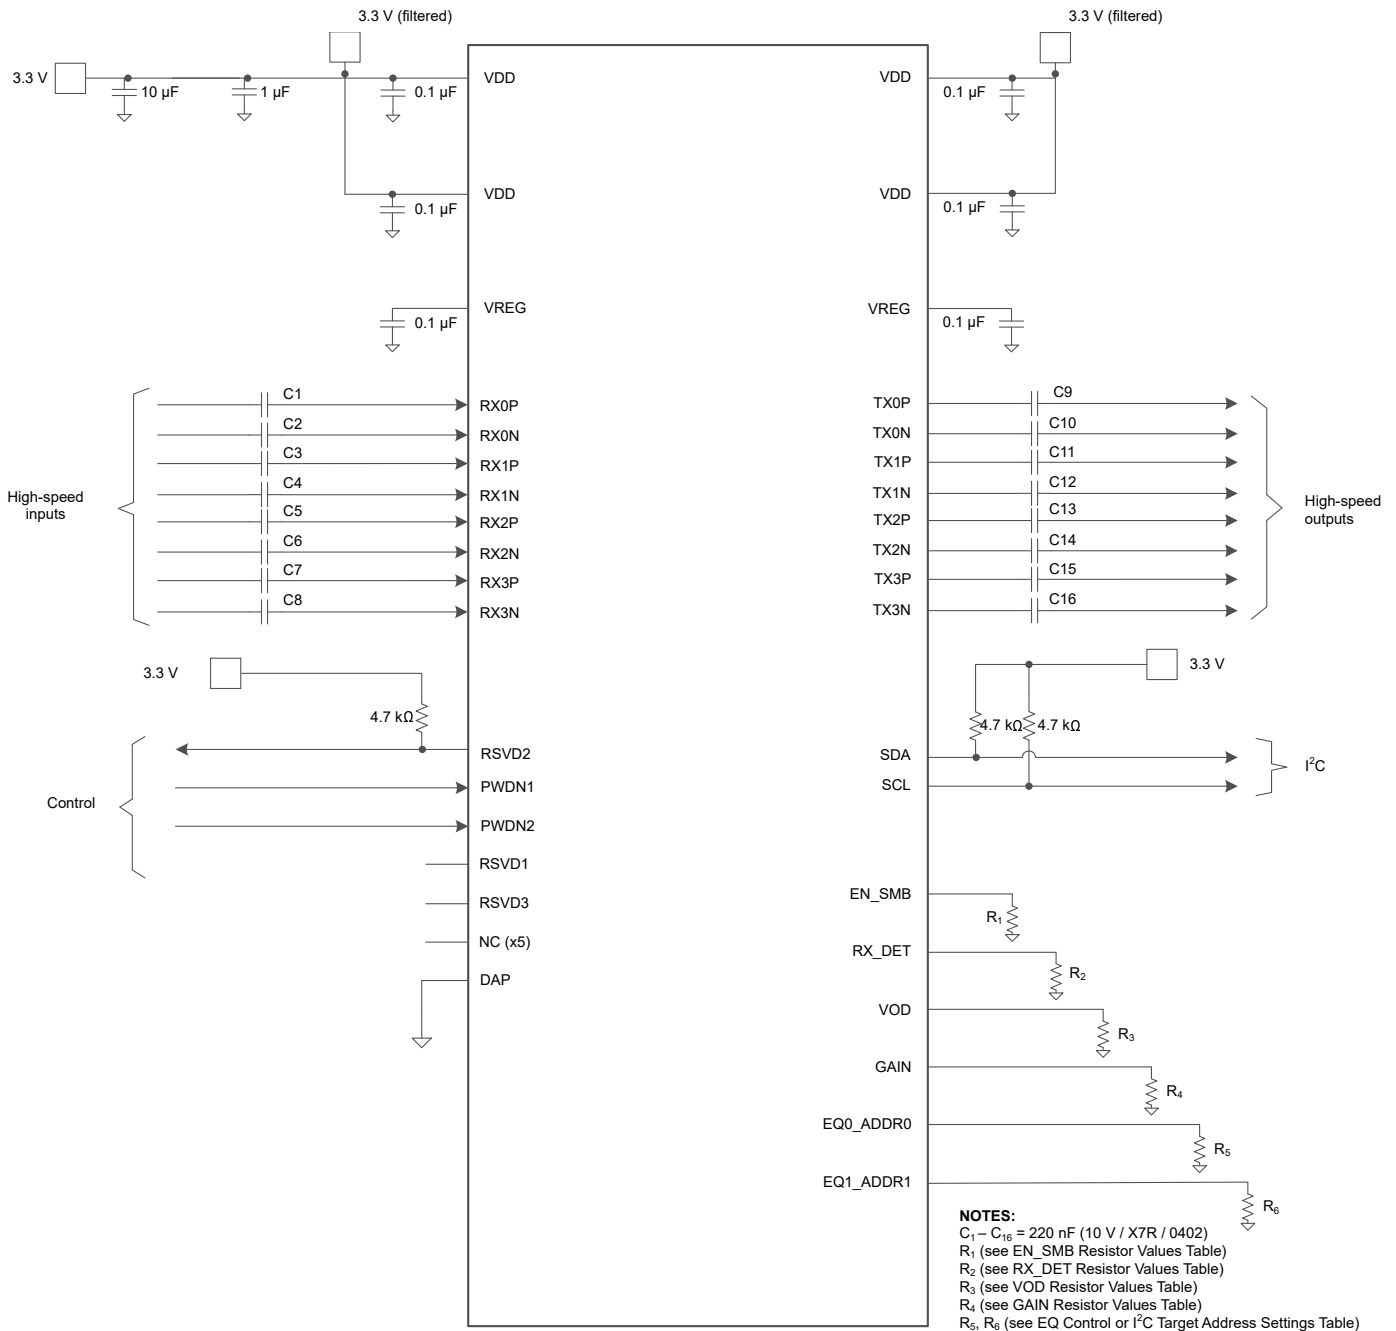 3.3 V (filtered)
3.3 V (filtered)
3.3 V
10 µF
1 µF
0.1 µF
VDD
VDD
0.1 µF
0.1 µF
VDD
VDD
0.1 µF
0.1 µF
VREG
VREG
0.1 µF
C1
RX0P
TX0P
C9
C2
RX0N
TX0N
C10
C3
RX1P
TX1P
C11
C4
RX1N
TX1N
C12
High-speed
inputs
High-speed
outputs
C5
RX2P
TX2P
C13
C6
RX2N
TX2N
C14
C7
RX3P
TX3P
C15
C8
RX3N
TX3N
C16
3.3 V
3.3 V
4.7 kΩ
4.7 kΩ
4.7 kΩ
RSVD2
SDA
I²C
PWDN1
SCL
Control
PWDN2
RSVD1
RSVD3
NC (x5)
DAP
EN_SMB
R₁
RX_DET
R₂
VOD
R₃
GAIN
R₄
EQ0_ADDR0
R₅
EQ1_ADDR1
R₆
NOTES:
C₁ – C₁₆ = 220 nF (10 V / X7R / 0402)
R₁ (see EN_SMB Resistor Values Table)
R₂ (see RX_DET Resistor Values Table)
R₃ (see VOD Resistor Values Table)
R₄ (see GAIN Resistor Values Table)
R₅, R₆ (see EQ Control or I²C Target Address Settings Table)